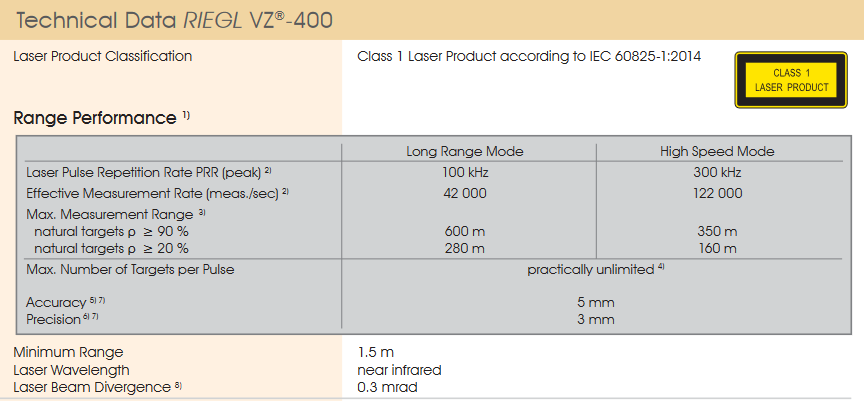 Technical Data RIEGL VZ®-400
Laser Product Classification Class 1 Laser Product according to IEC 60825-1:2014
CLASS 1
LASER PRODUCT
Range Performance 1)
Long Range Mode High Speed Mode
Laser Pulse Repetition Rate PRR (peak) 2) 100 kHz 300 kHz
Effective Measurement Rate (meas./sec) 2) 42 000 122 000
Max. Measurement Range 3)
natural targets ρ ≥ 90 % 600 m 350 m
natural targets ρ ≥ 20 % 280 m 160 m
Max. Number of Targets per Pulse practically unlimited 4)
Accuracy 5) 7) 5 mm
Precision 6) 7) 3 mm
Minimum Range 1.5 m
Laser Wavelength near infrared
Laser Beam Divergence 8) 0.3 mrad